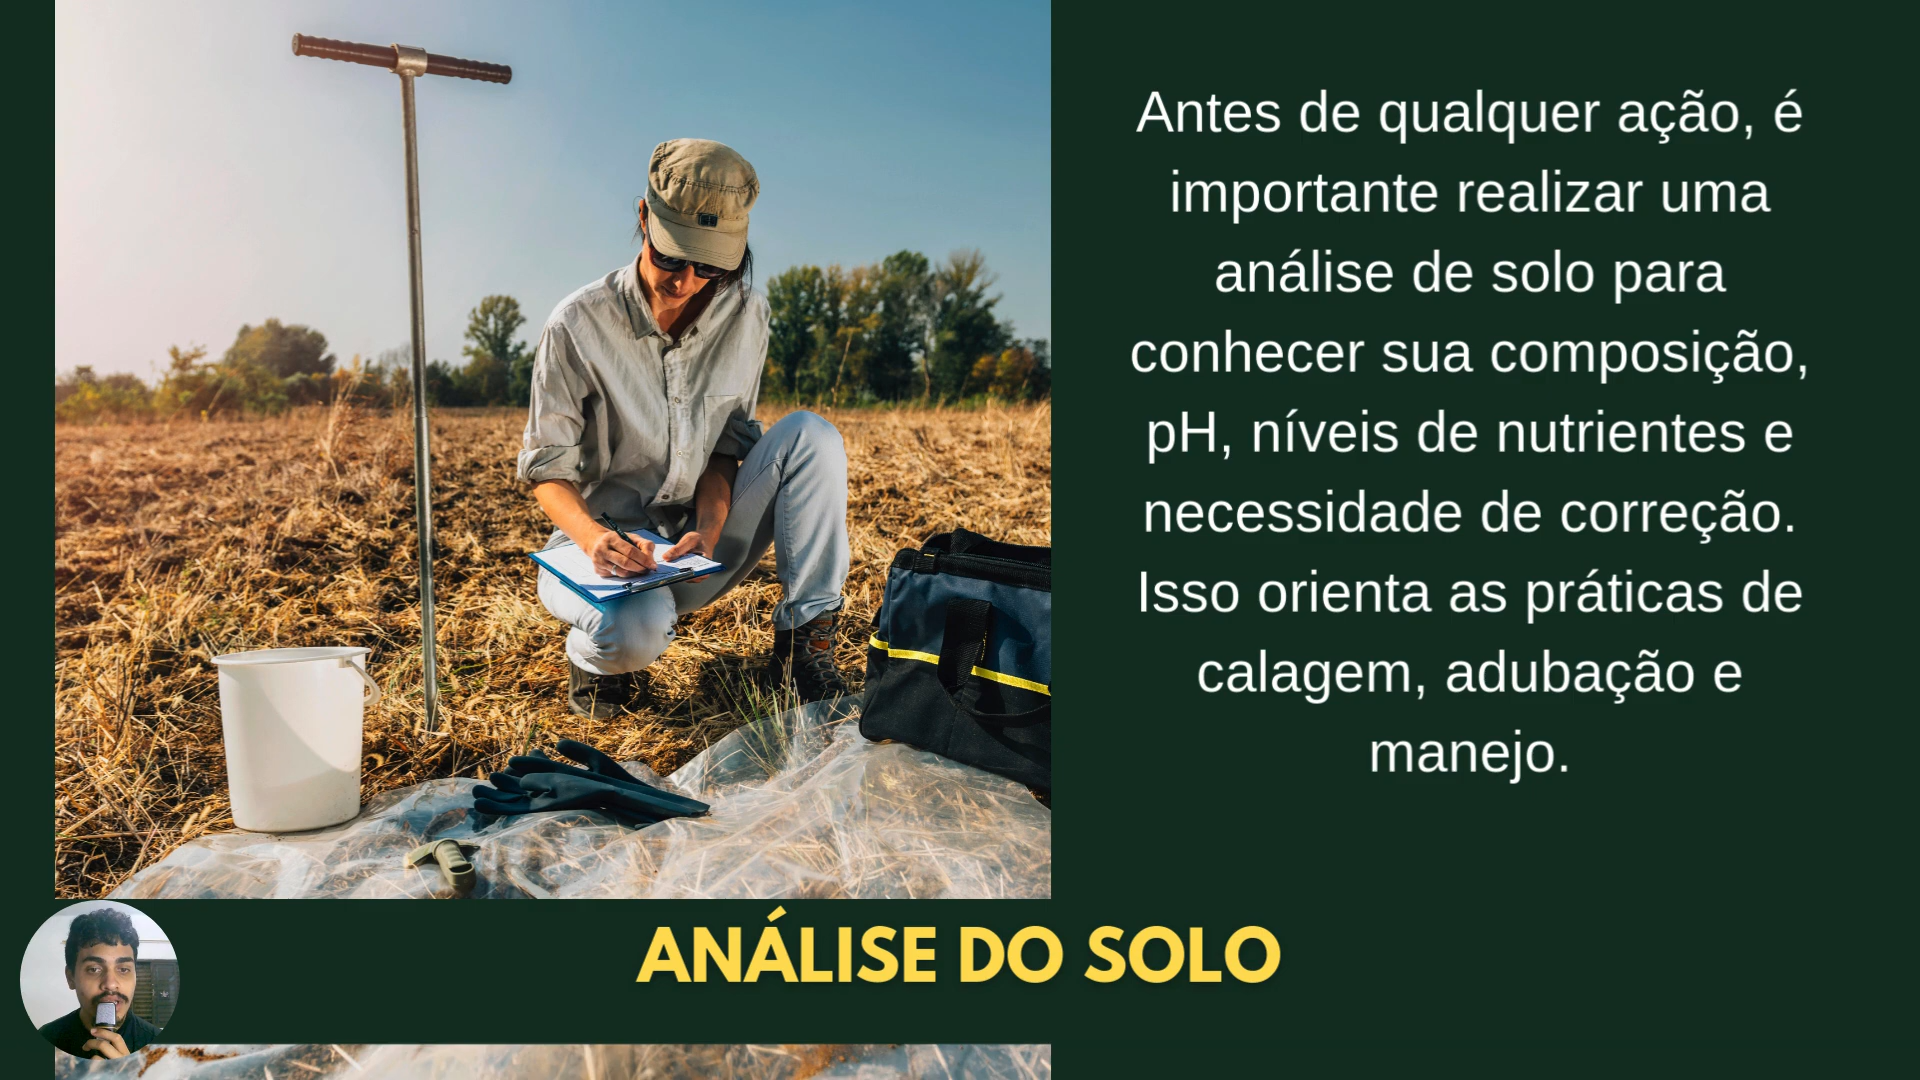 Antes de qualquer ação, é
importante realizar uma
análise de solo para
conhecer sua composição,
pH, níveis de nutrientes e
necessidade de correção.
Isso orienta as práticas de
calagem, adubação e
manejo.
ANÁLISE DO SOLO